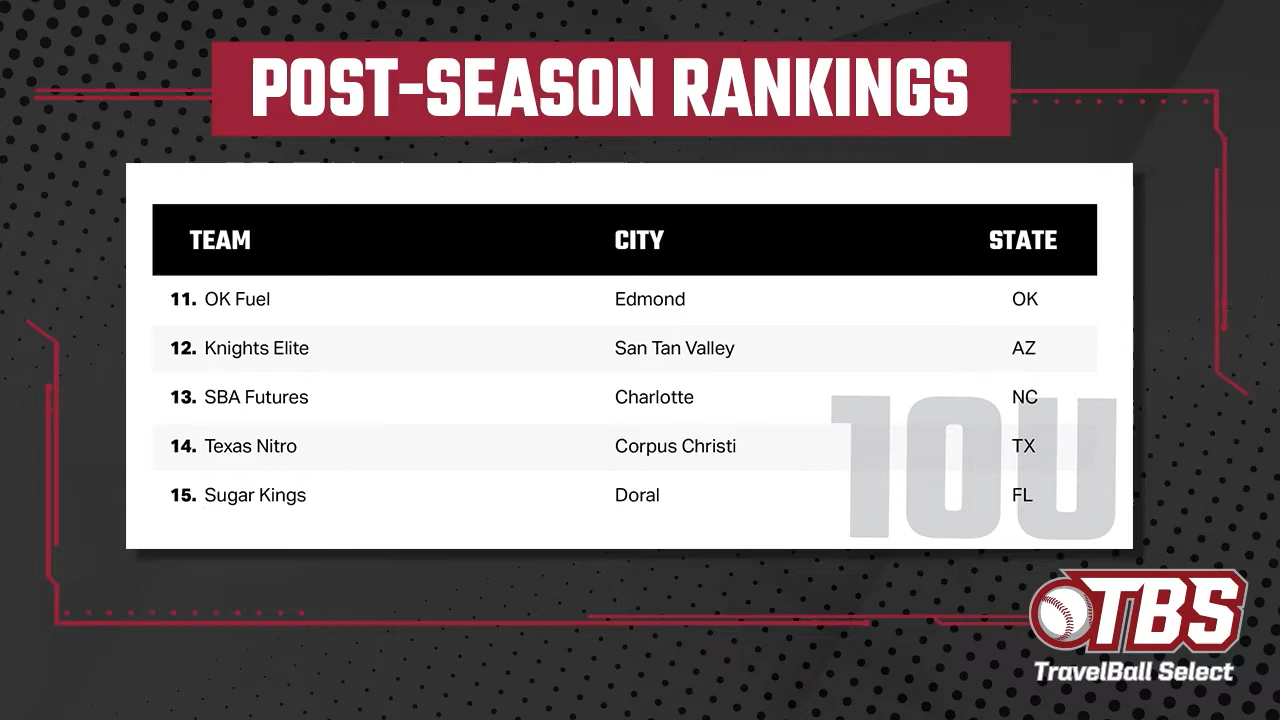 POST-SEASON RANKINGS
TEAM CITY STATE
11. OK Fuel Edmond OK
12. Knights Elite San Tan Valley AZ
13. SBA Futures Charlotte NC
14. Texas Nitro Corpus Christi TX
15. Sugar Kings Doral FL
10U
TBS
TravelBall Select